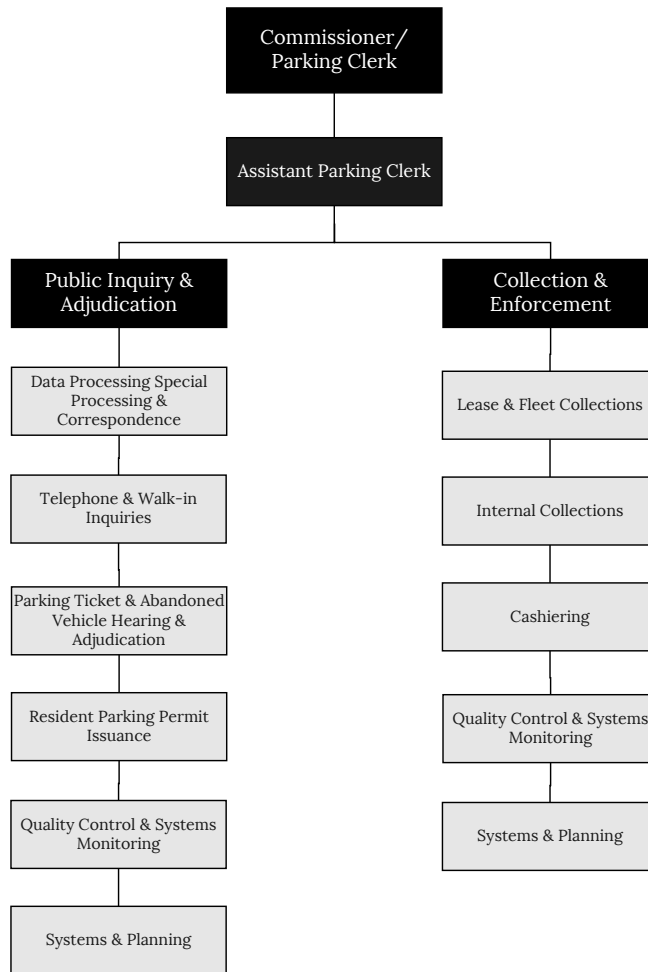 Commissioner/
Parking Clerk
Assistant Parking Clerk
Public Inquiry &
Adjudication
Data Processing Special
Processing &
Correspondence
Telephone & Walk-in
Inquiries
Parking Ticket & Abandoned
Vehicle Hearing &
Adjudication
Resident Parking Permit
Issuance
Quality Control & Systems
Monitoring
Systems & Planning
Collection &
Enforcement
Lease & Fleet Collections
Internal Collections
Cashiering
Quality Control & Systems
Monitoring
Systems & Planning